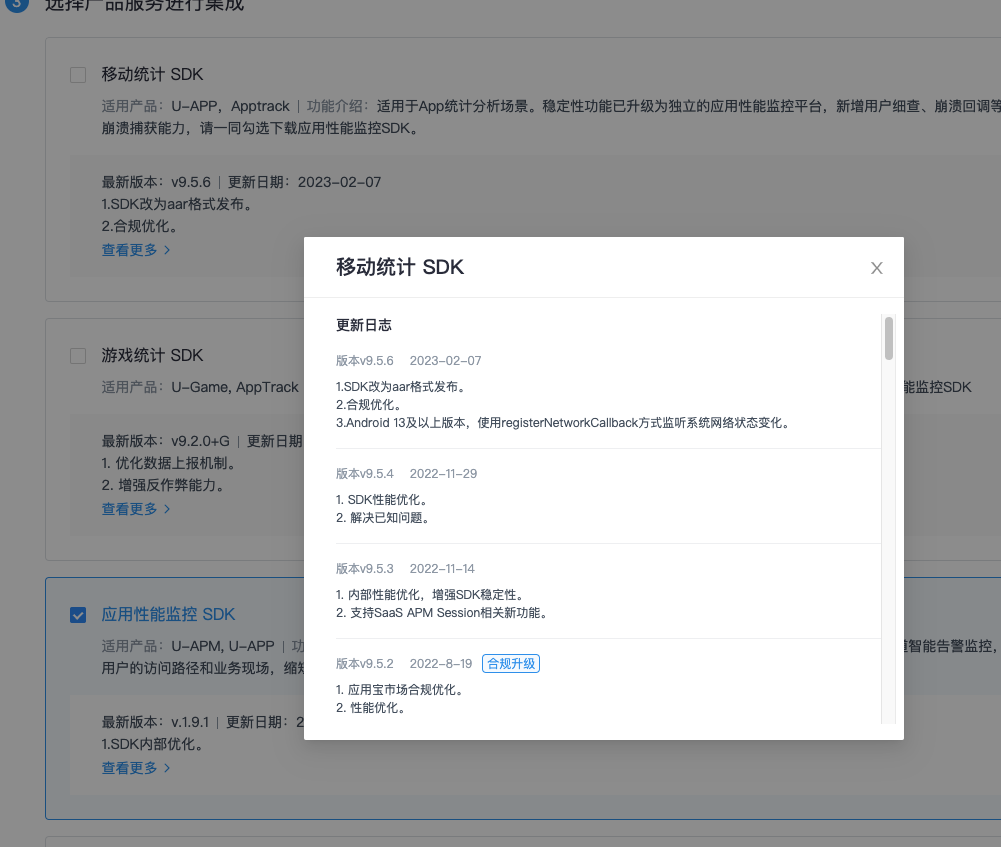 3 选择产品服务进行集成
移动统计 SDK
适用产品：U-APP，Apptrack | 功能介绍：适用于App统计分析场景。稳定性功能已升级为独立的应用性能监控平台，新增用户细查、崩溃回调等
崩溃捕获能力，请一同勾选下载应用性能监控SDK。
最新版本：v9.5.6 | 更新日期：2023-02-07
1.SDK改为aar格式发布。
2.合规优化。
查看更多 >
游戏统计 SDK
适用产品：U-Game, AppTrack
能监控SDK
最新版本：v9.2.0+G | 更新日期
1. 优化数据上报机制。
2. 增强反作弊能力。
查看更多 >
应用性能监控 SDK
适用产品：U-APM, U-APP | 功
智能告警监控，
用户的访问路径和业务现场，缩短
最新版本：v.1.9.1 | 更新日期：2
1.SDK内部优化。
查看更多 >
移动统计 SDK
X
更新日志
版本v9.5.6 2023-02-07
1.SDK改为aar格式发布。
2.合规优化。
3.Android 13及以上版本，使用registerNetworkCallback方式监听系统网络状态变化。
版本v9.5.4 2022-11-29
1. SDK性能优化。
2. 解决已知问题。
版本v9.5.3 2022-11-14
1. 内部性能优化，增强SDK稳定性。
2. 支持SaaS APM Session相关新功能。
版本v9.5.2 2022-8-19 合规升级
1. 应用宝市场合规优化。
2. 性能优化。